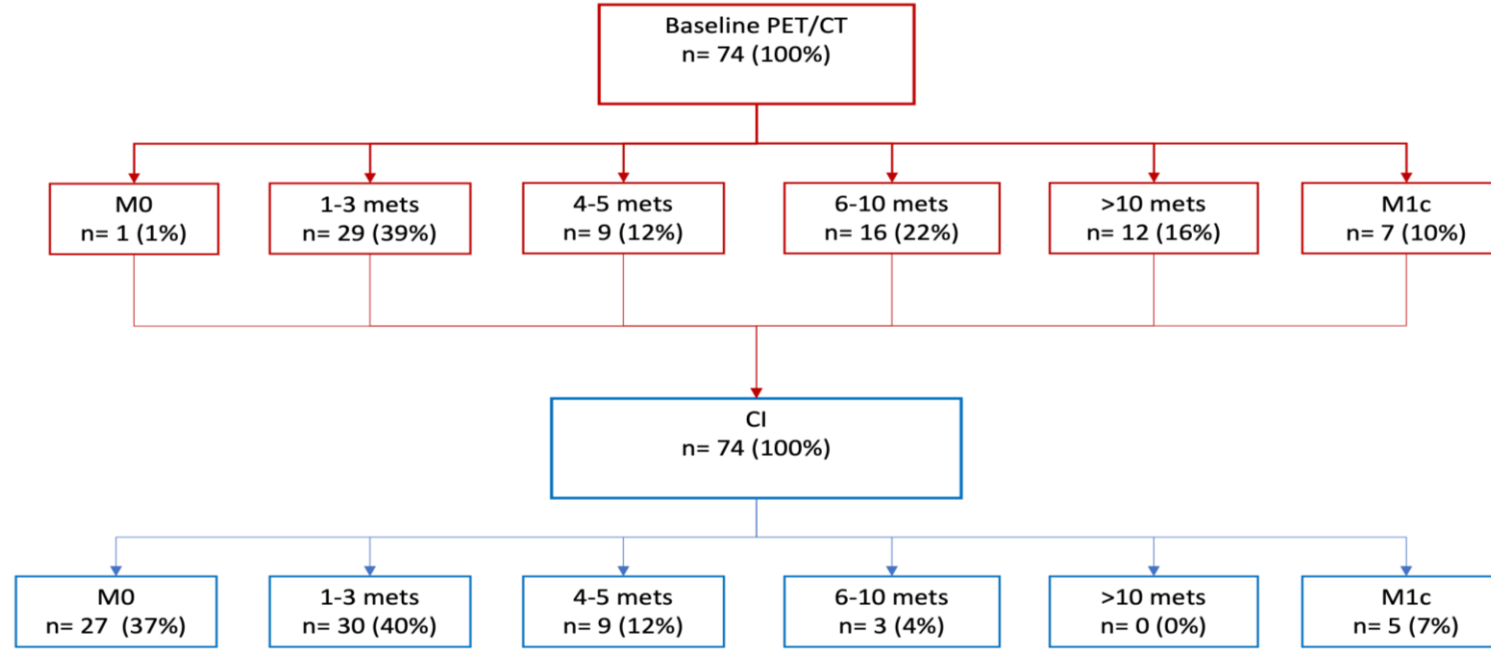 Baseline PET/CT
n= 74 (100%)
M0
n= 1 (1%)
1-3 mets
n= 29 (39%)
4-5 mets
n= 9 (12%)
6-10 mets
n= 16 (22%)
>10 mets
n= 12 (16%)
M1c
n= 7 (10%)
CI
n= 74 (100%)
M0
n= 27 (37%)
1-3 mets
n= 30 (40%)
4-5 mets
n= 9 (12%)
6-10 mets
n= 3 (4%)
>10 mets
n= 0 (0%)
M1c
n= 5 (7%)